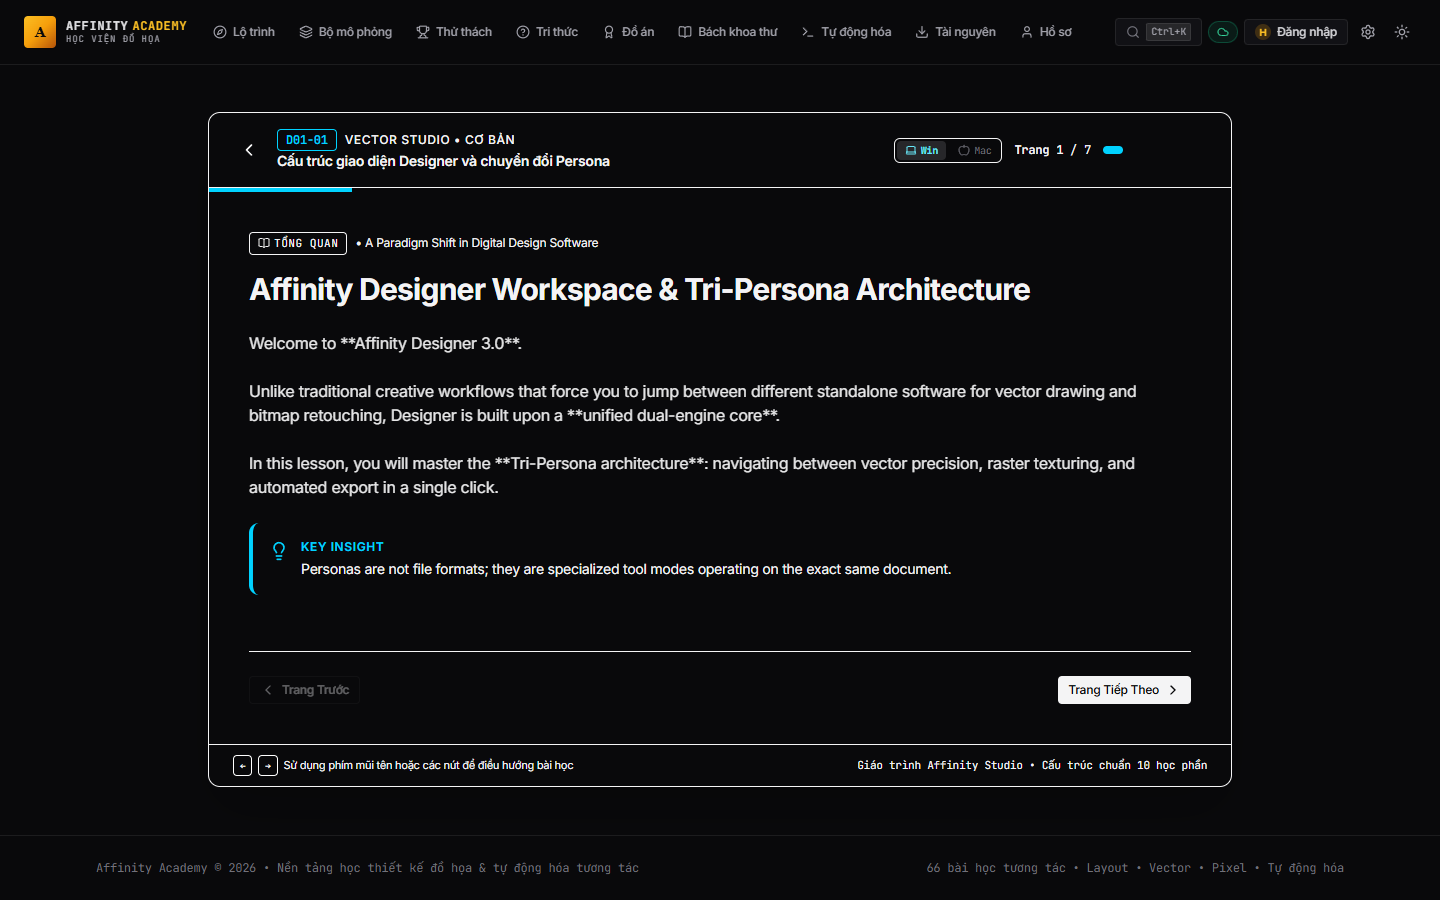 A
AFFINITY ACADEMY
HỌC VIỆN ĐỒ HỌA
Lộ trình
Bộ mô phỏng
Thử thách
Tri thức
Đồ án
Bách khoa thư
Tự động hóa
Tài nguyên
Hồ sơ
Ctrl+K
H
Đăng nhập
D01-01
VECTOR STUDIO • CƠ BẢN
Cấu trúc giao diện Designer và chuyển đổi Persona
Win
Mac
Trang 1 / 7
TỔNG QUAN
• A Paradigm Shift in Digital Design Software
Affinity Designer Workspace & Tri-Persona Architecture
Welcome to **Affinity Designer 3.0**.
Unlike traditional creative workflows that force you to jump between different standalone software for vector drawing and
bitmap retouching, Designer is built upon a **unified dual-engine core**.
In this lesson, you will master the **Tri-Persona architecture**: navigating between vector precision, raster texturing, and
automated export in a single click.
KEY INSIGHT
Personas are not file formats; they are specialized tool modes operating on the exact same document.
Trang Trước
Trang Tiếp Theo
← → Sử dụng phím mũi tên hoặc các nút để điều hướng bài học
Giáo trình Affinity Studio • Cấu trúc chuẩn 10 học phần
Affinity Academy © 2026 • Nền tảng học thiết kế đồ họa & tự động hóa tương tác
66 bài học tương tác • Layout • Vector • Pixel • Tự động hóa